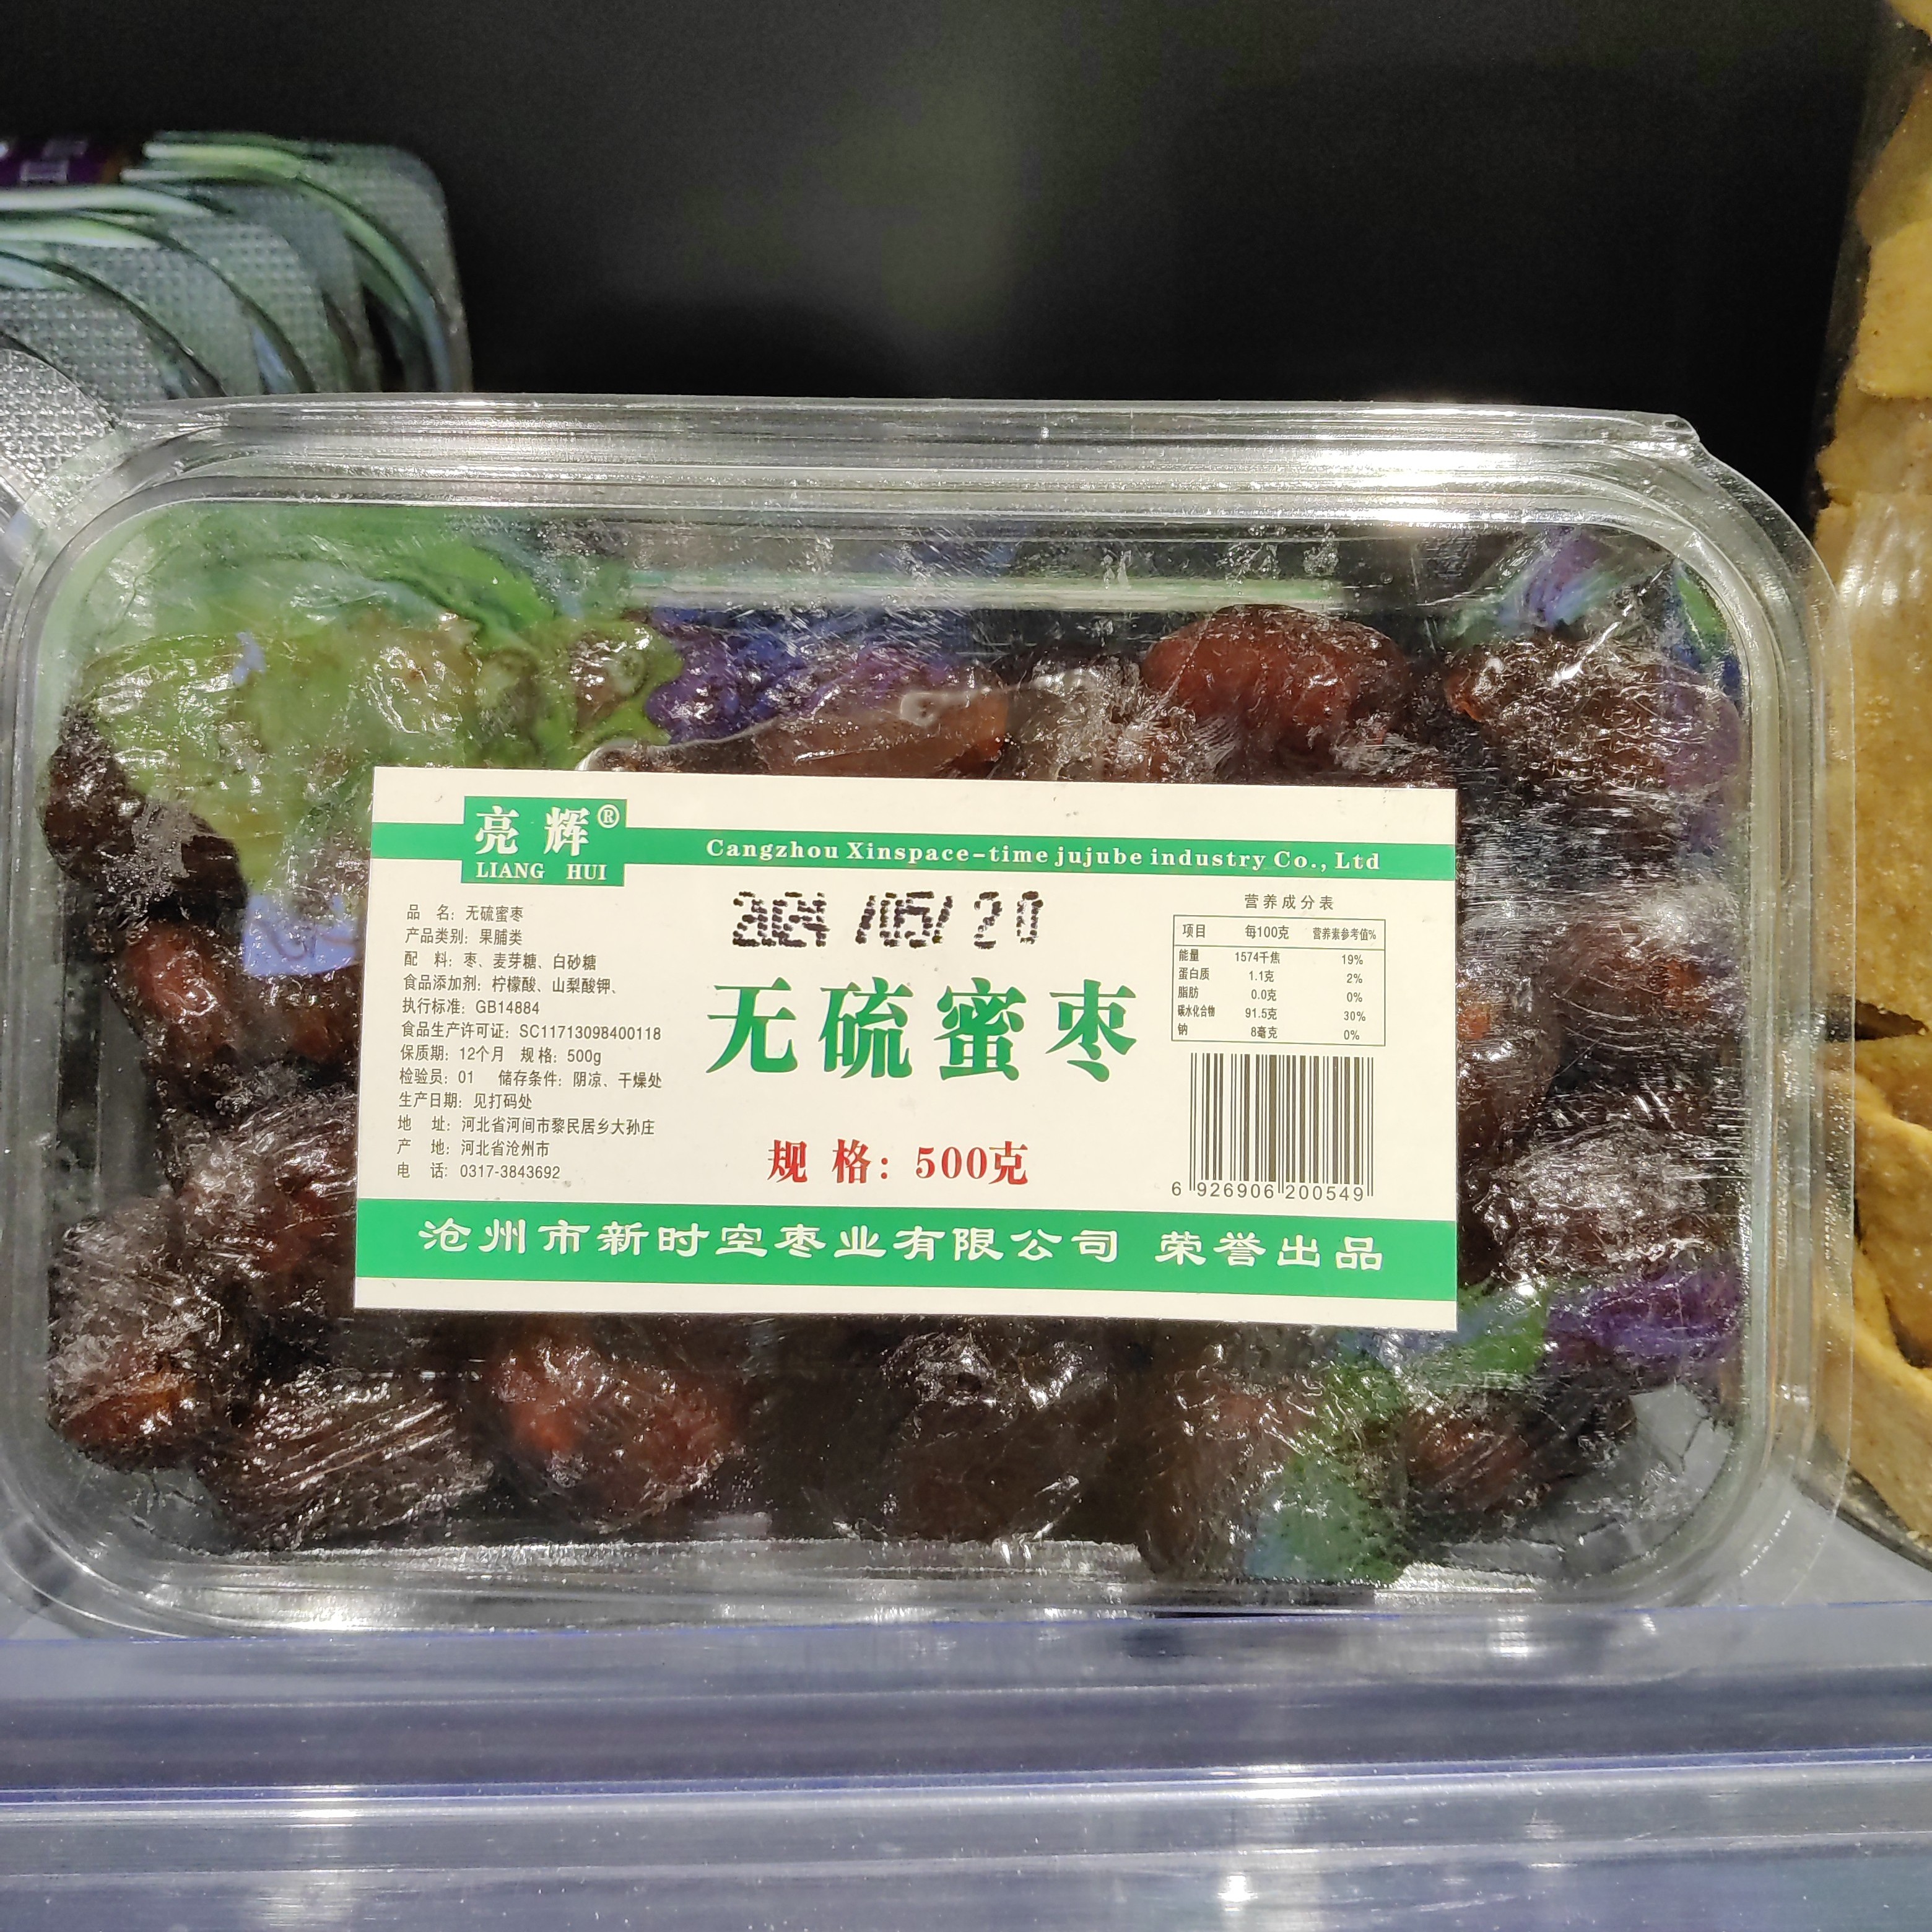 亮 辉®
LIANG HUI
Cangzhou Xinspace-time jujube industry Co., Ltd
2024 /05/ 20
无硫蜜枣
规 格: 500克
品 名: 无硫蜜枣
产品类别: 果脯类
配 料: 枣、麦芽糖、白砂糖
食品添加剂: 柠檬酸、山梨酸钾、
执行标准: GB14884
食品生产许可证: SC11713098400118
保质期: 12个月 规 格: 500g
检验员: 01 储存条件: 阴凉、干燥处
生产日期: 见打码处
地 址: 河北省河间市黎民居乡大孙庄
产 地: 河北省沧州市
电 话: 0317-3843692
营养成分表
项目 每100克 营养素参考值%
能量 1574千焦 19%
蛋白质 1.1克 2%
脂肪 0.0克 0%
碳水化合物 91.5克 30%
钠 8毫克 0%
6 926906 200549
沧州市新时空枣业有限公司 荣誉出品